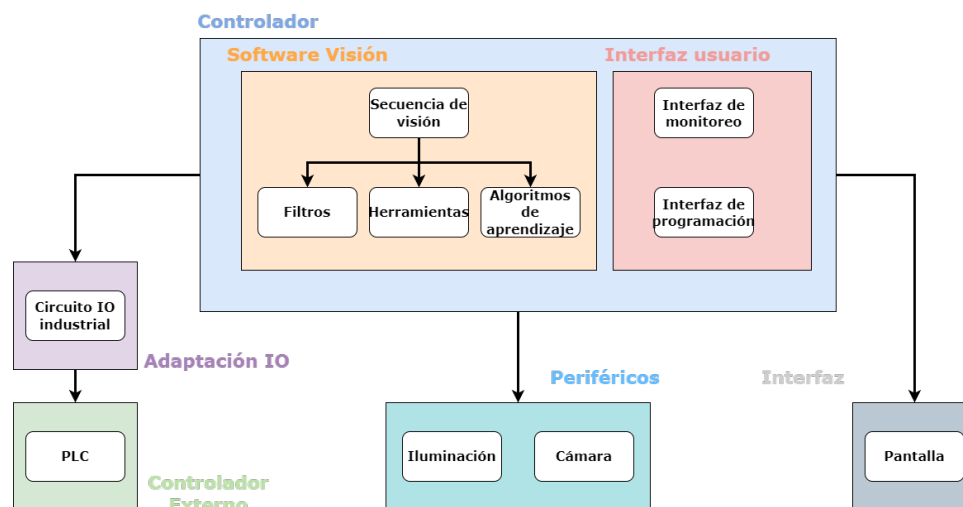 Controlador
Software Visión
Interfaz usuario
Secuencia de
visión
Interfaz de
monitoreo
Filtros
Herramientas
Algoritmos
de
aprendizaje
Interfaz de
programación
Circuito IO
industrial
Adaptación IO
Periféricos
Interfaz
PLC
Iluminación
Cámara
Pantalla
Controlador
Externo